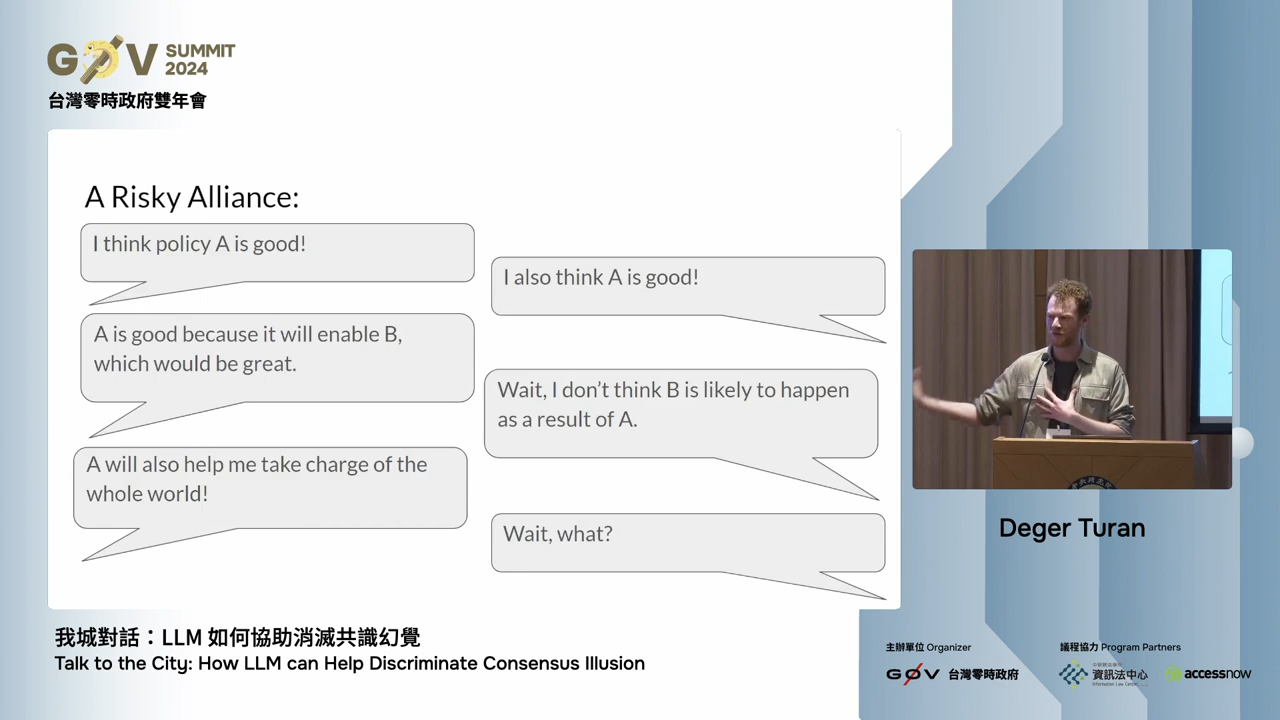 G0V SUMMIT
2024
台灣零時政府雙年會
A Risky Alliance:
I think policy A is good!
I also think A is good!
A is good because it will enable B,
which would be great.
Wait, I don’t think B is likely to happen
as a result of A.
A will also help me take charge of the
whole world!
Wait, what?
Deger Turan
我城對話：LLM 如何協助消滅共識幻覺
Talk to the City: How LLM can Help Discriminate Consensus Illusion
主辦單位 Organizer
議程協力 Program Partners
G0V 台灣零時政府
資訊法中心
Information Law Center
accessnow